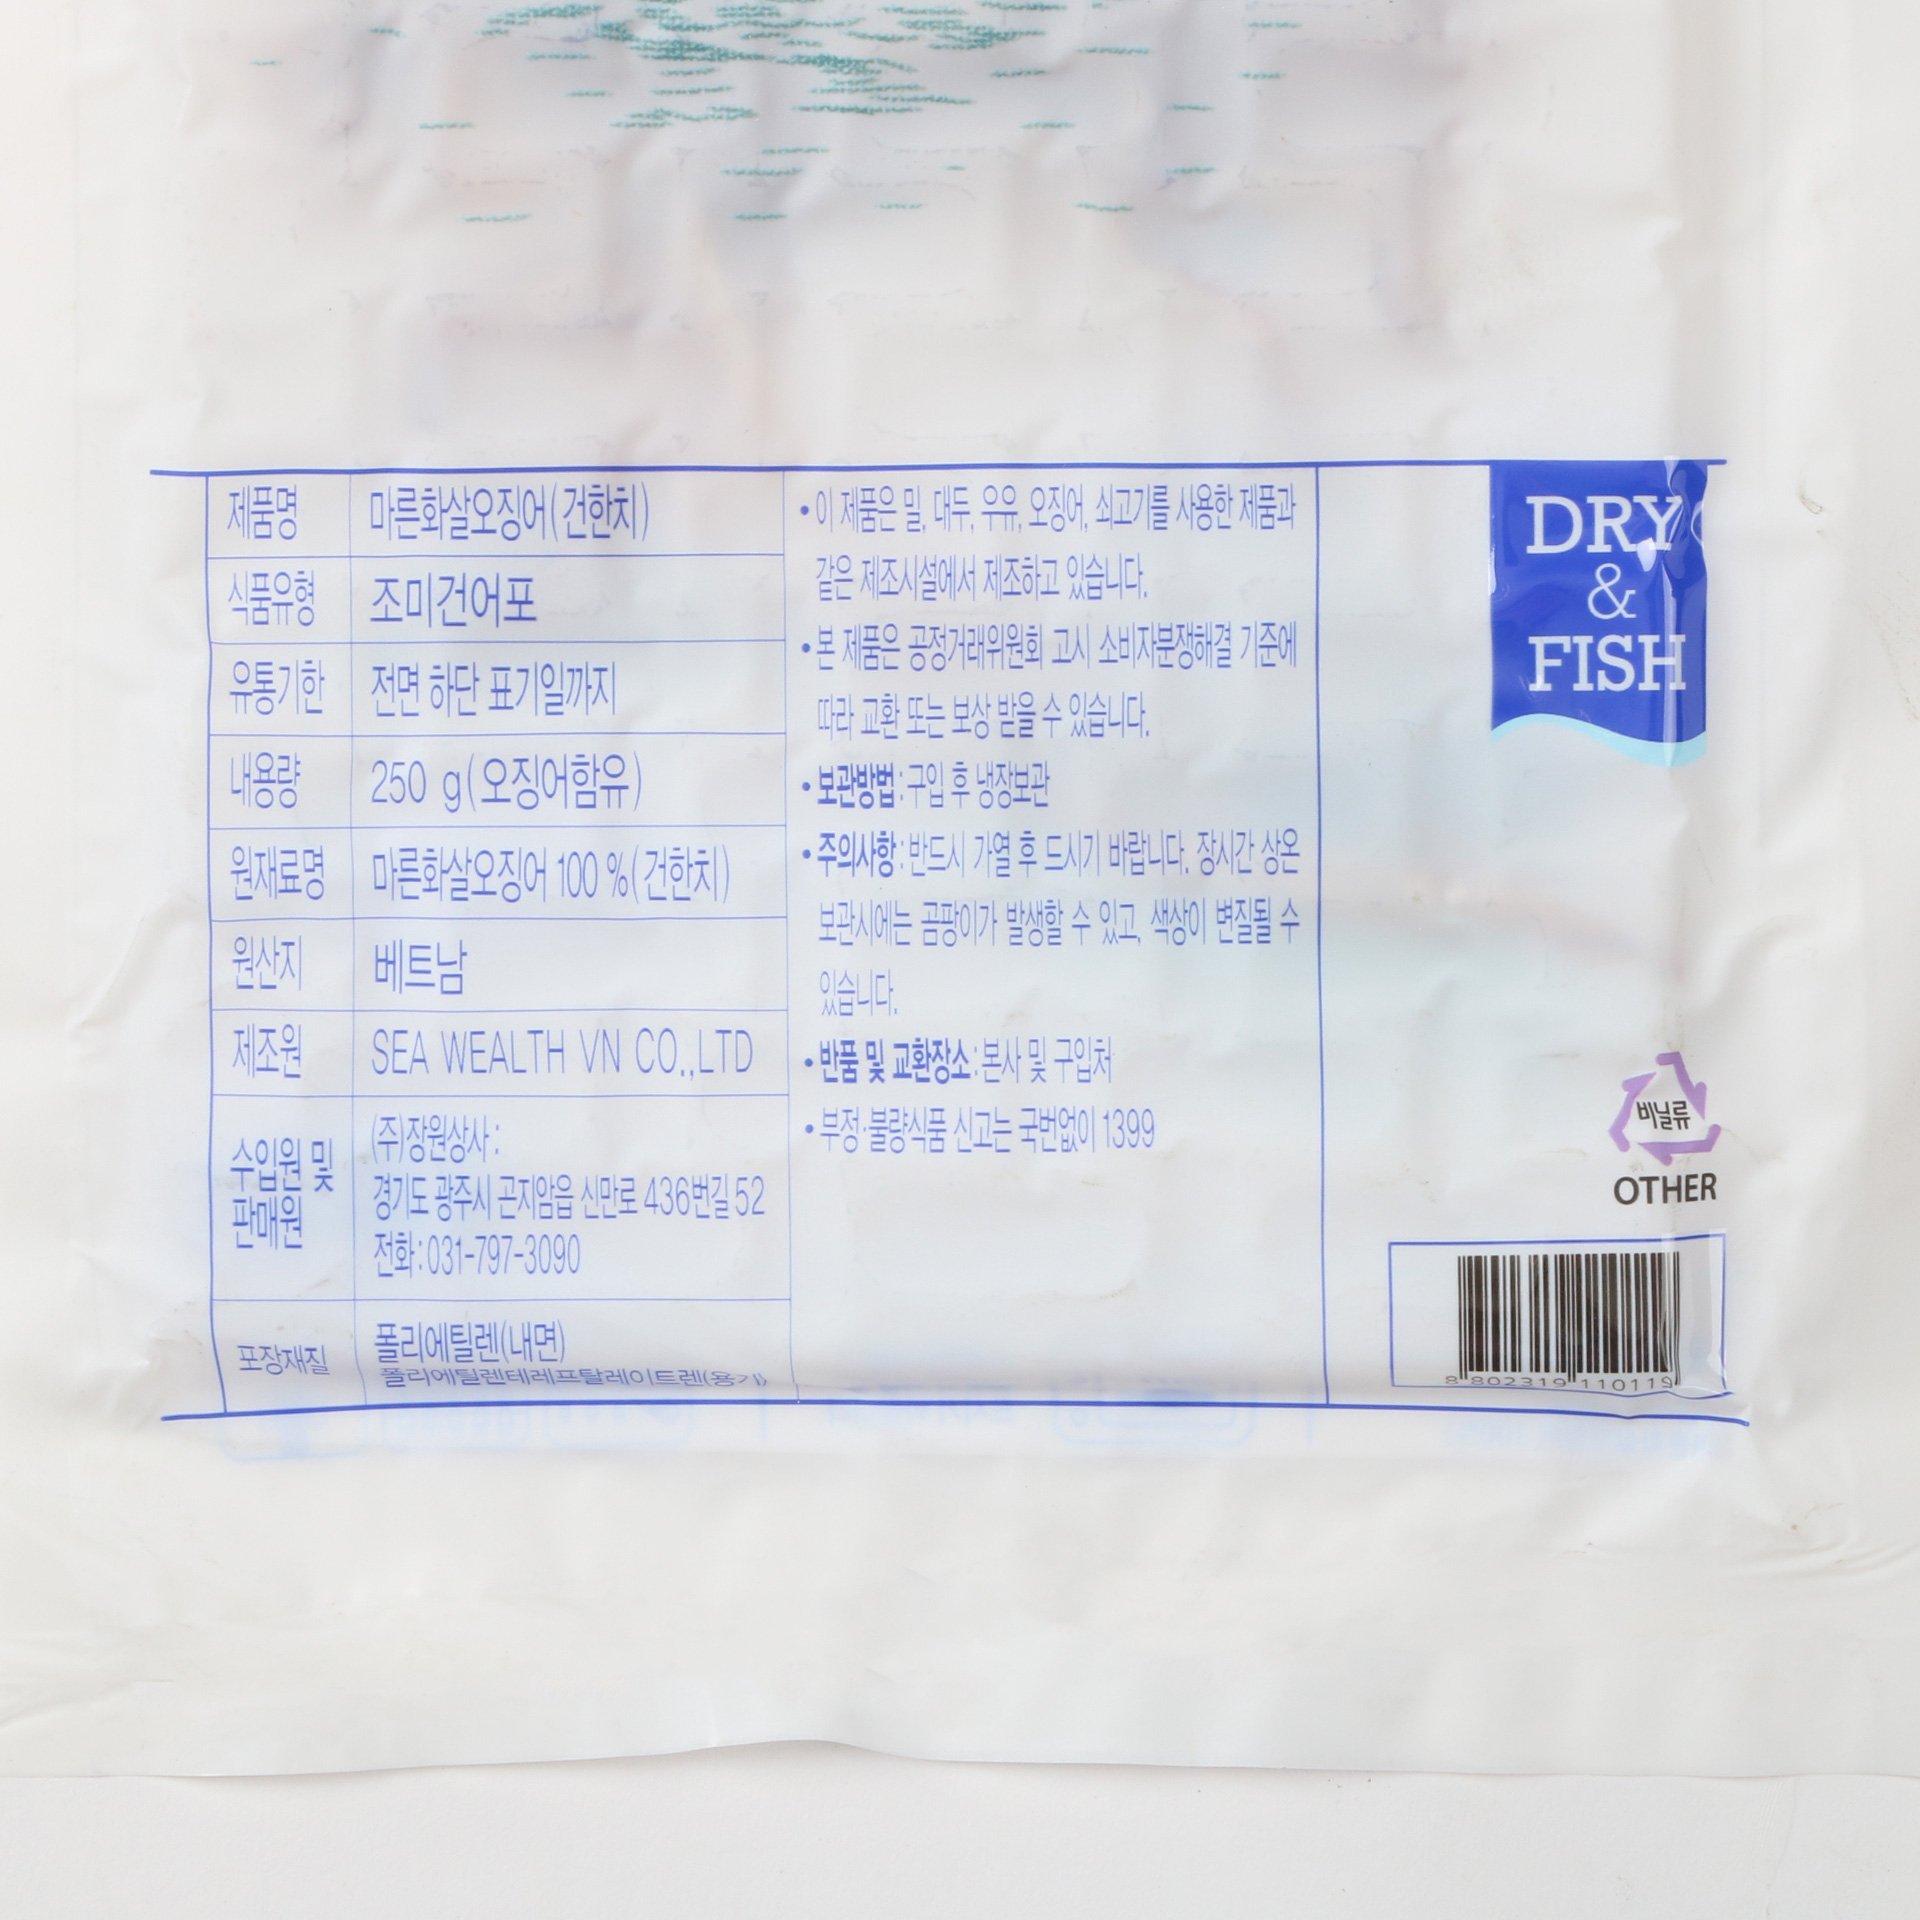 제품명 마른화살오징어(건한치)
식품유형 조미건어포
유통기한 전면 하단 표기일까지
내용량 250 g(오징어함유)
원재료명 마른화살오징어 100 %(건한치)
원산지 베트남
제조원 SEA WEALTH VN CO.,LTD
수입원 및
판매원
(주)장원상사 :
경기도 광주시 곤지암읍 신만로 436번길 52
전화 : 031-797-3090
포장재질
폴리에틸렌(내면)
폴리에틸렌테레프탈레이트렌(용기)
• 이 제품은 밀, 대두, 우유, 오징어, 쇠고기를 사용한 제품과
같은 제조시설에서 제조하고 있습니다.
• 본 제품은 공정거래위원회 고시 소비자분쟁해결 기준에
따라 교환 또는 보상 받을 수 있습니다.
• 보관방법 : 구입 후 냉장보관
• 주의사항 : 반드시 가열 후 드시기 바랍니다. 장시간 상온
보관시에는 곰팡이가 발생할 수 있고, 색상이 변질될 수
있습니다.
• 반품 및 교환장소 : 본사 및 구입처
• 부정·불량식품 신고는 국번없이 1399
DRY
&
FISH
비닐류
OTHER
8 802319 110119